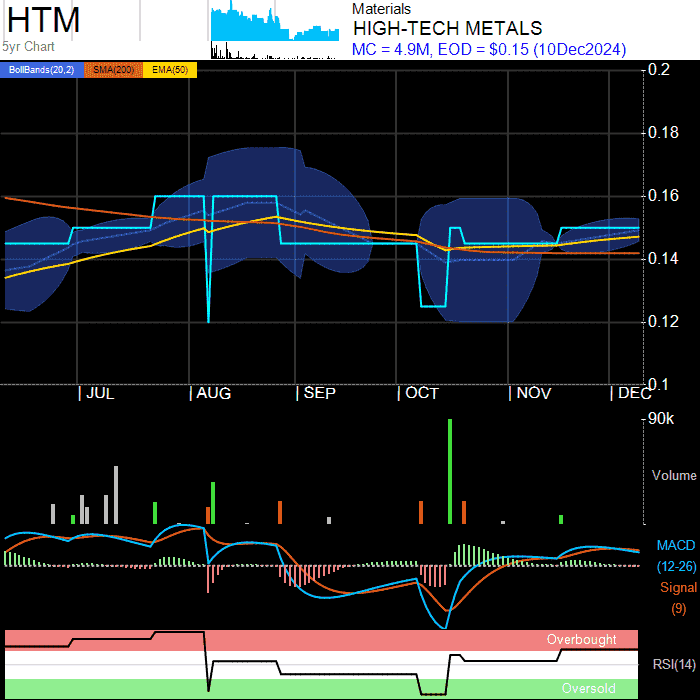 HTM
5yr Chart
Materials
HIGH-TECH METALS
MC = 4.9M, EOD = $0.15 (10Dec2024)
BollBands(20,2) SMA(200) EMA(50)
0.2
0.18
0.16
0.14
0.12
0.1
JUL AUG SEP OCT NOV DEC
90k
Volume
MACD
(12-26)
Signal
(9)
Overbought
RSI(14)
Oversold